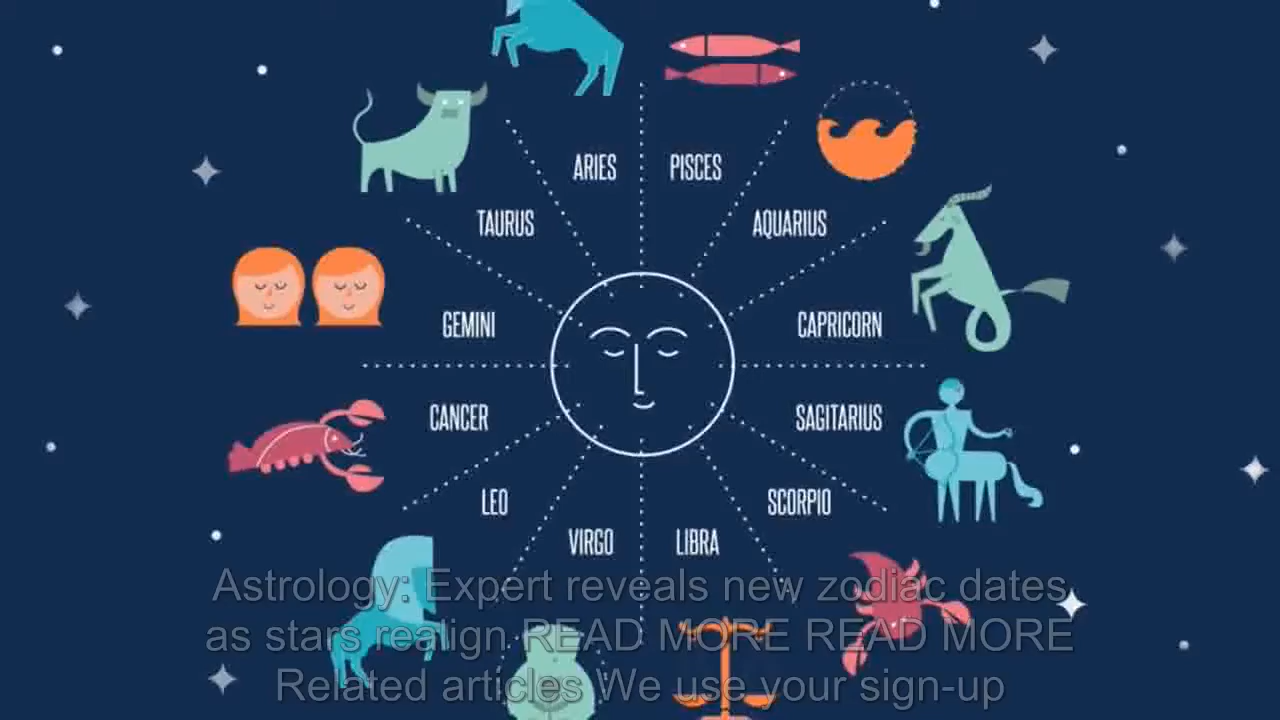 ARIES
PISCES
TAURUS
AQUARIUS
GEMINI
CAPRICORN
CANCER
SAGITARIUS
LEO
SCORPIO
VIRGO
LIBRA
Astrology: Expert reveals new zodiac dates
as stars realign READ MORE READ MORE
Related articles We use your sign-up